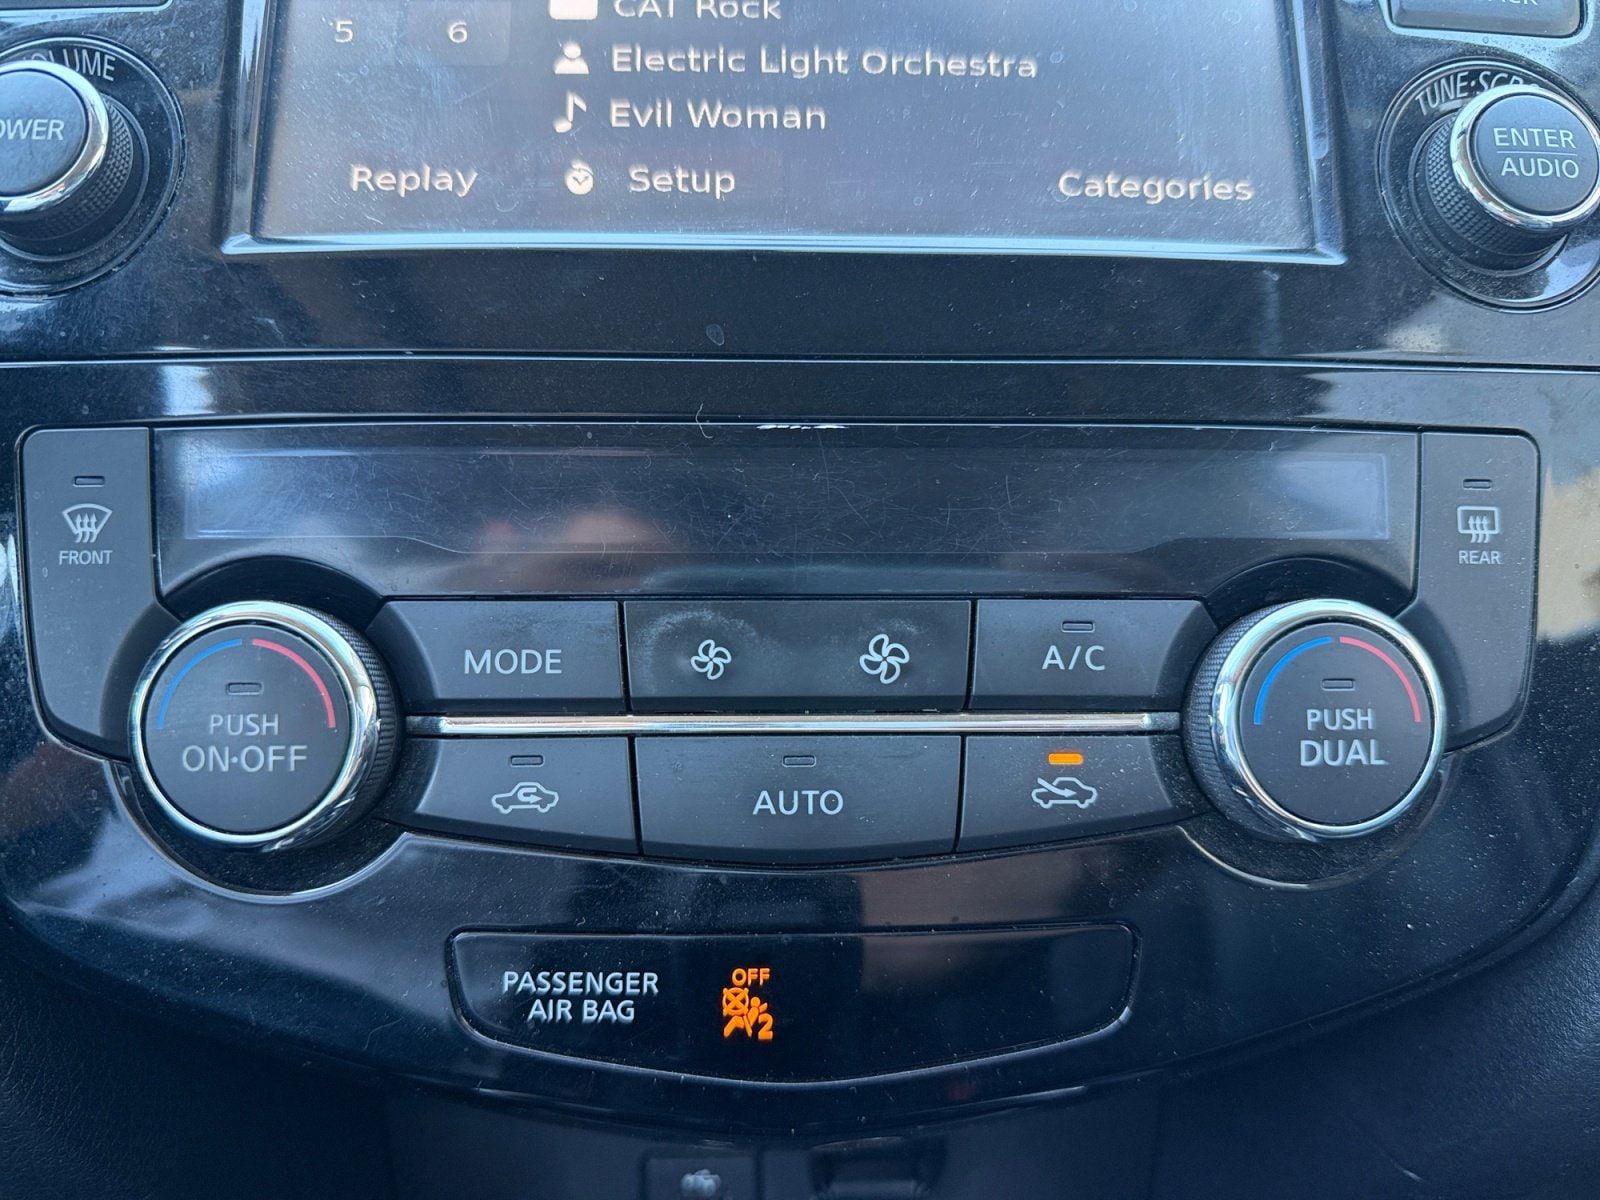 5 6
CAT Rock
Electric Light Orchestra
Evil Woman
Replay Setup Categories
VOLUME
ENTER
AUDIO
FRONT
REAR
MODE
A/C
PUSH
ON·OFF
AUTO
PUSH
DUAL
PASSENGER
AIR BAG
OFF
2